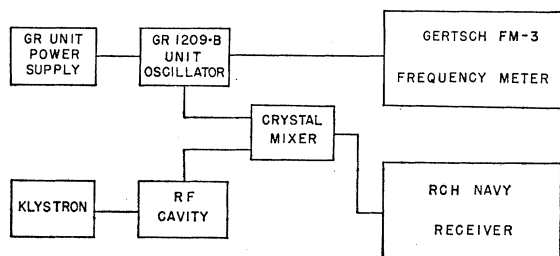 GR UNIT
POWER
SUPPLY
GR 1209-B
UNIT
OSCILLATOR
GERTSCH FM-3
FREQUENCY METER
CRYSTAL
MIXER
KLYSTRON
RF
CAVITY
RCH NAVY
RECEIVER